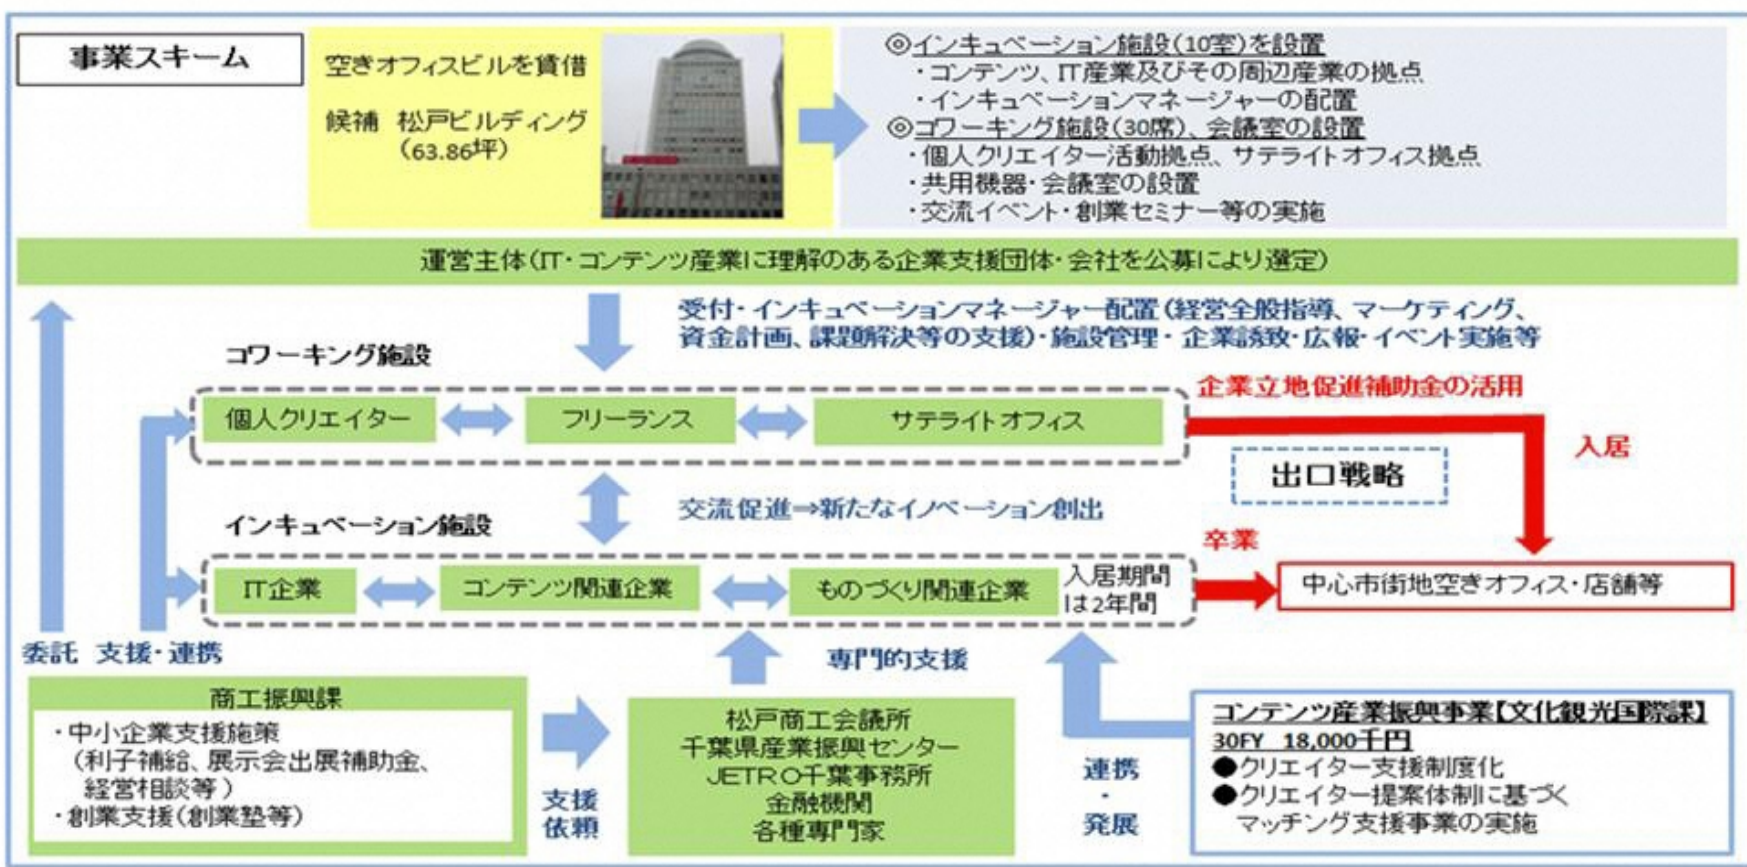 事業スキーム
空きオフィスビルを賃借
候補 松戸ビルディング
(63.86坪)
◎インキュベーション施設(10室)を設置
・コンテンツ、IT産業及びその周辺産業の拠点
・インキュベーションマネージャーの配置
◎コワーキング施設(30席)、会議室の設置
・個人クリエイター活動拠点、サテライトオフィス拠点
・共用機器・会議室の設置
・交流イベント・創業セミナー等の実施
運営主体(IT・コンテンツ産業に理解のある企業支援団体・会社を公募により選定)
受付・インキュベーションマネージャー配置(経営全般指導、マーケティング、
資金計画、課題解決等の支援)・施設管理・企業誘致・広報・イベント実施等
コワーキング施設
企業立地促進補助金の活用
個人クリエイター
フリーランス
サテライトオフィス
入居
出口戦略
交流促進⇒新たなイノベーション創出
インキュベーション施設
卒業
IT企業
コンテンツ関連企業
ものづくり関連企業
入居期間
は2年間
中心市街地空きオフィス・店舗等
委託
支援・連携
専門的支援
商工振興課
・中小企業支援施策
(利子補給、展示会出展補助金、
経営相談等)
・創業支援(創業塾等)
支援
依頼
松戸商工会議所
千葉県産業振興センター
JETRO千葉事務所
金融機関
各種専門家
連携
・
発展
コンテンツ産業振興事業【文化観光国際課】
30FY 18,000千円
●クリエイター支援制度化
●クリエイター提案体制に基づく
マッチング支援事業の実施